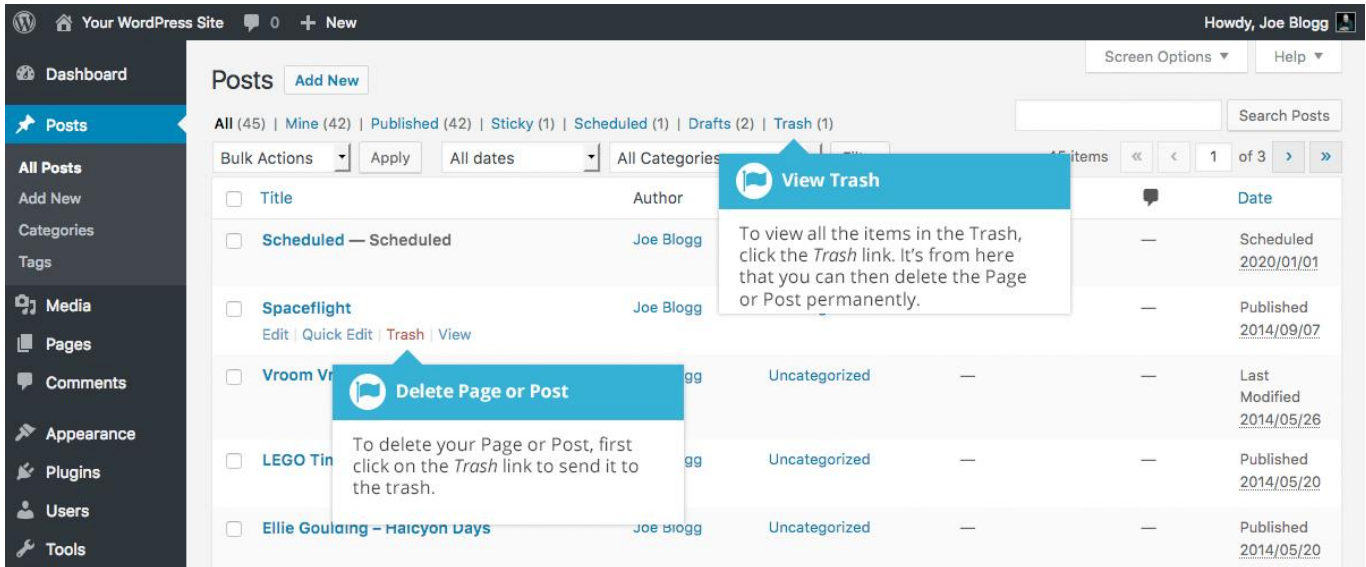 Your WordPress Site 0 + New Howdy, Joe Blogg
Screen Options ▼ Help ▼
Dashboard
Posts
All Posts
Add New
Categories
Tags
Media
Pages
Comments
Appearance
Plugins
Users
Tools
Posts Add New
All (45) | Mine (42) | Published (42) | Sticky (1) | Scheduled (1) | Drafts (2) | Trash (1)
Search Posts
Bulk Actions Apply All dates All Categories items « < 1 of 3 > »
Title Author Date
Scheduled — Scheduled Joe Blogg — Scheduled
2020/01/01
Spaceflight Joe Blogg — Published
2014/09/07
Edit | Quick Edit | Trash | View
Vroom gg Uncategorized — — Last
Modified
2014/05/26
LEGO gg Uncategorized — — Published
2014/05/20
Ellie Goulding – Halcyon Days Joe Blogg Uncategorized — — Published
2014/05/20
View Trash
To view all the items in the Trash,
click the Trash link. It's from here
that you can then delete the Page
or Post permanently.
Delete Page or Post
To delete your Page or Post, first
click on the Trash link to send it to
the trash.